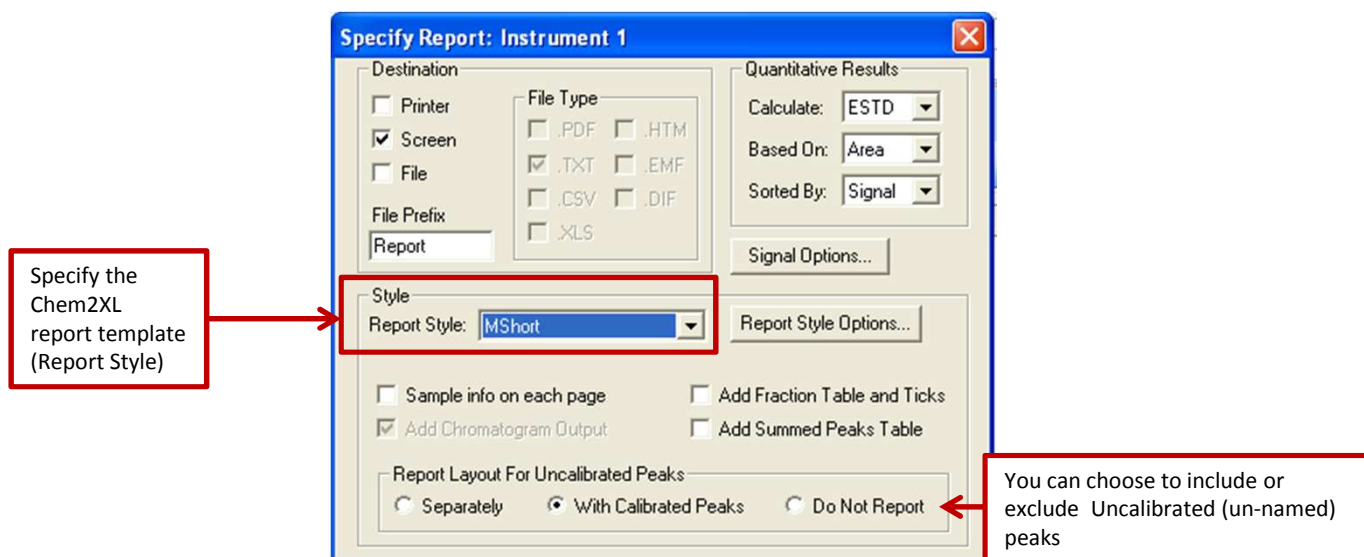 Specify Report: Instrument 1
Destination
Printer
Screen
File
File Prefix
Report
File Type
.PDF .HTM
.TXT .EMF
.CSV .DIF
.XLS
Quantitative Results
Calculate: ESTD
Based On: Area
Sorted By: Signal
Signal Options...
Specify the
Chem2XL
report template
(Report Style)
Style
Report Style: MShort
Report Style Options...
Sample info on each page
Add Fraction Table and Ticks
Add Chromatogram Output
Add Summed Peaks Table
Report Layout For Uncalibrated Peaks
Separately With Calibrated Peaks Do Not Report
You can choose to include or
exclude Uncalibrated (un-named)
peaks